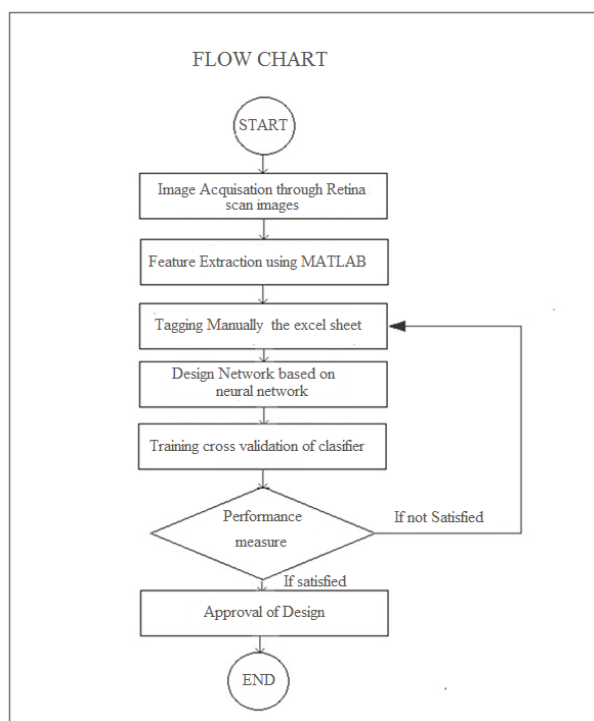 FLOW CHART
START
Image Acquisation through Retina
scan images
Feature Extraction using MATLAB
Tagging Manually the excel sheet
Design Network based on
neural network
Training cross validation of clasifier
Performance
measure
If not Satisfied
If satisfied
Approval of Design
END